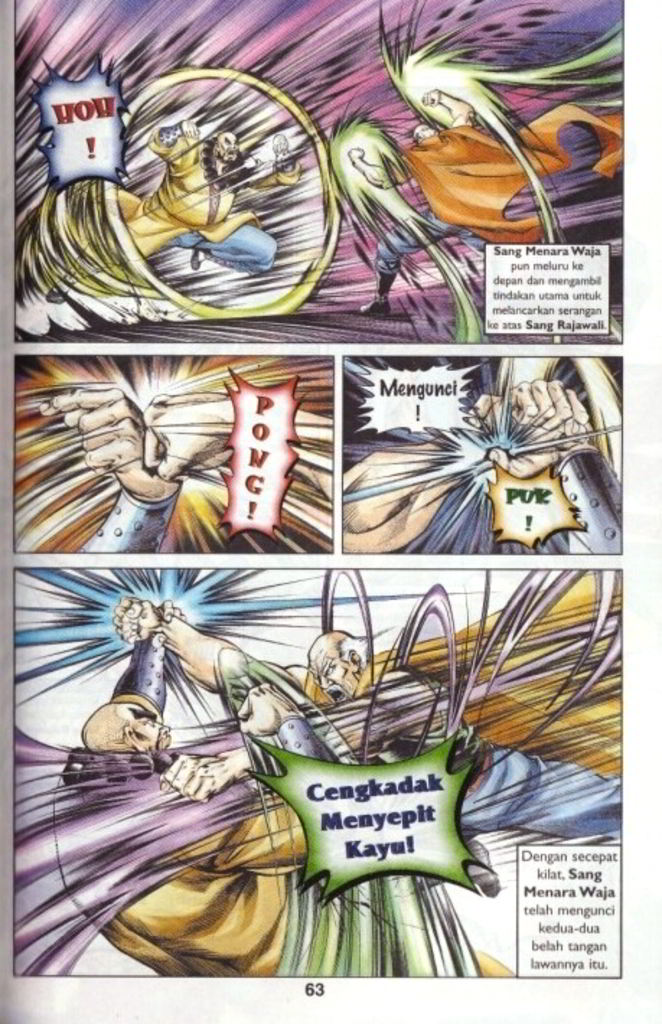 HOH
!
Sang Menara Waja
pun meluru ke
depan dan mengambil
tindakan utama untuk
melancarkan serangan
ke atas Sang Rajawali.
PONG!
Mengunci
!
PUK
!
Cengkadak
Menyepit
Kayu!
Dengan secepat
kilat, Sang
Menara Waja
telah mengunci
kedua-dua
belah tangan
lawannya itu.
63